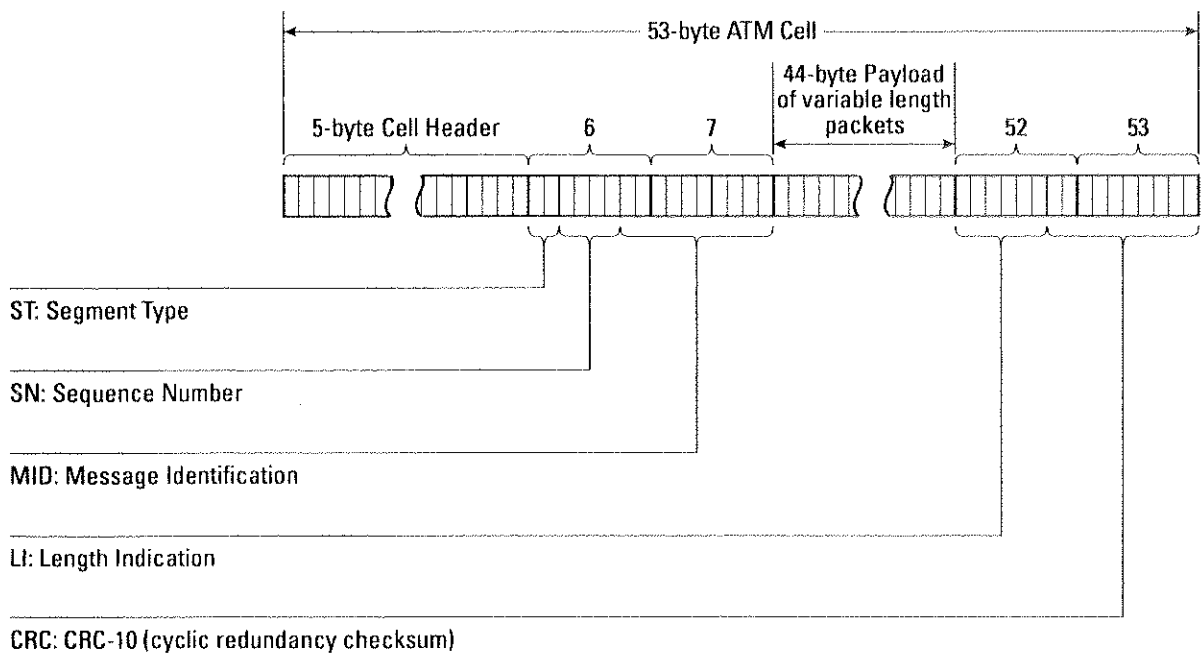 53-byte ATM Cell
44-byte Payload
of variable length
packets
5-byte Cell Header
6
7
52
53
ST: Segment Type
SN: Sequence Number
MID: Message Identification
LI: Length Indication
CRC: CRC-10 (cyclic redundancy checksum)